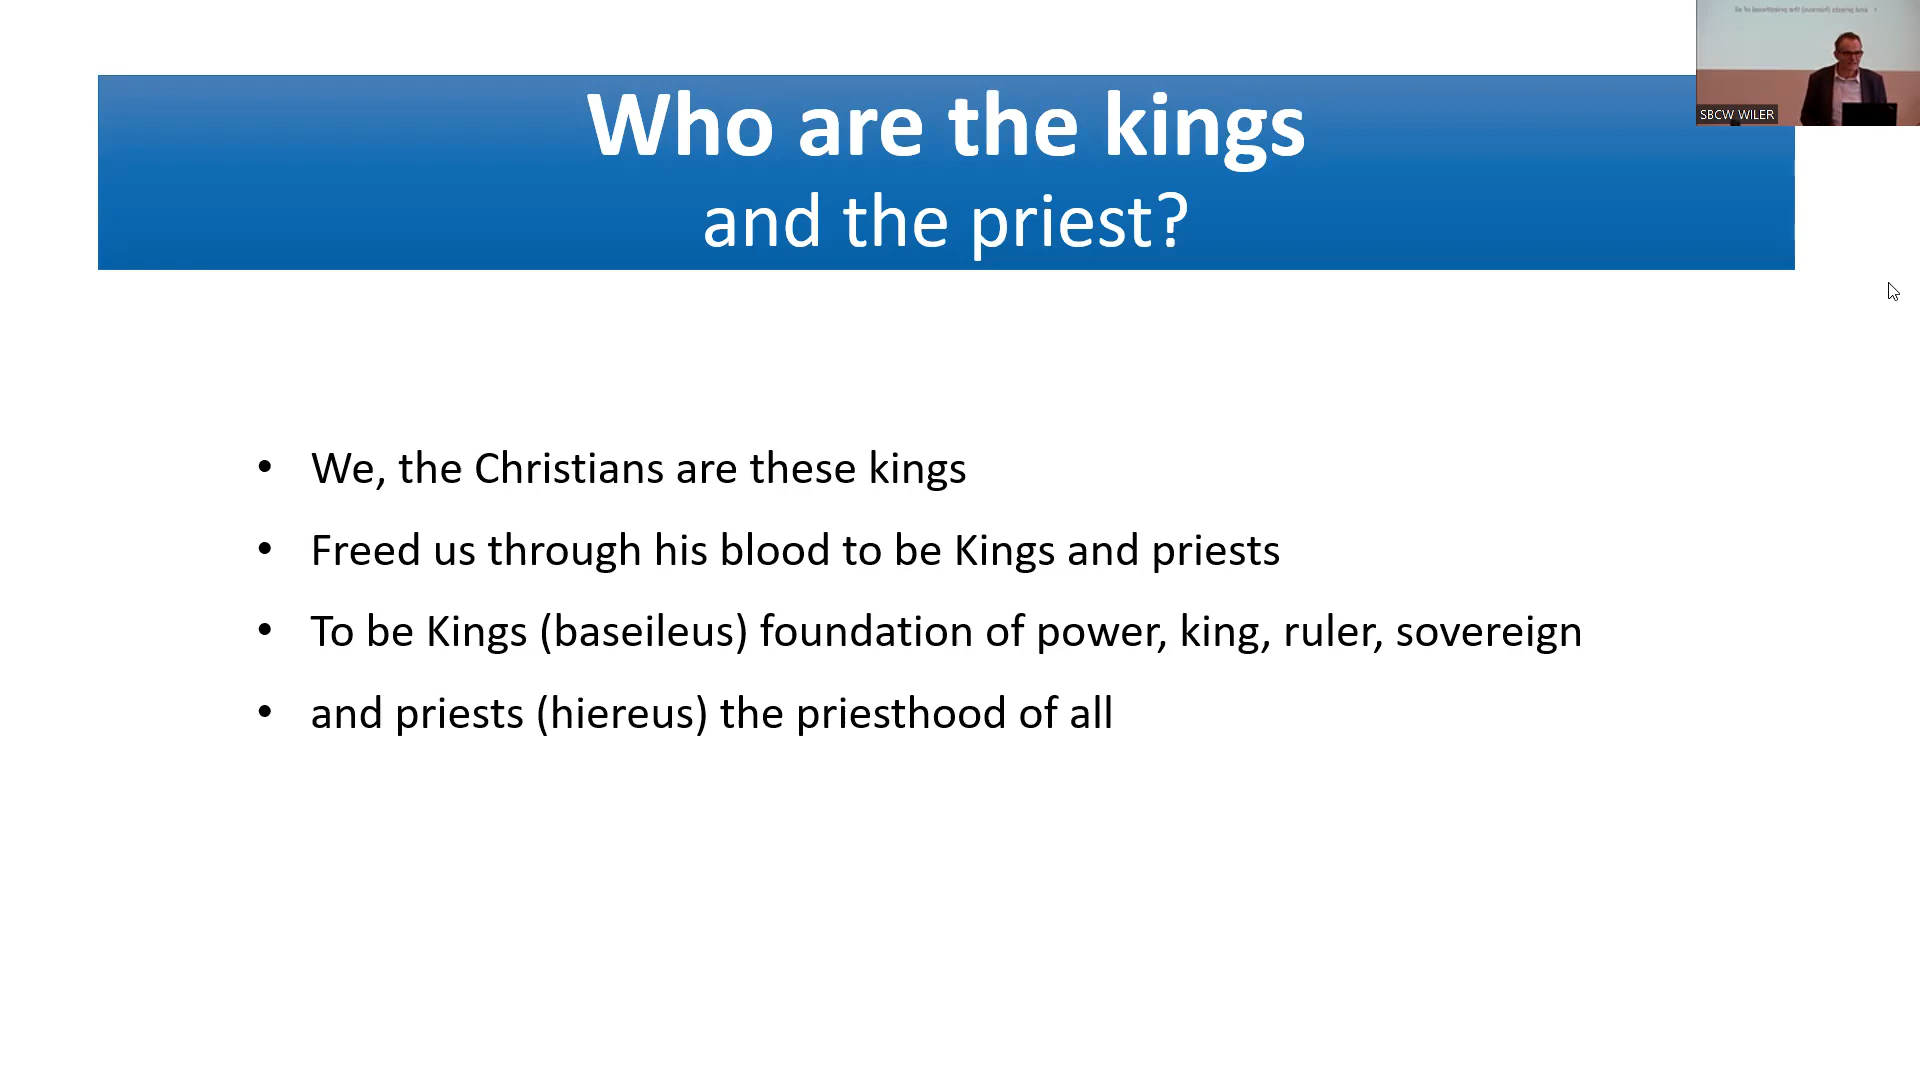 Who are the kings
and the priest?
• We, the Christians are these kings
• Freed us through his blood to be Kings and priests
• To be Kings (baseileus) foundation of power, king, ruler, sovereign
• and priests (hiereus) the priesthood of all
SBCW WILER